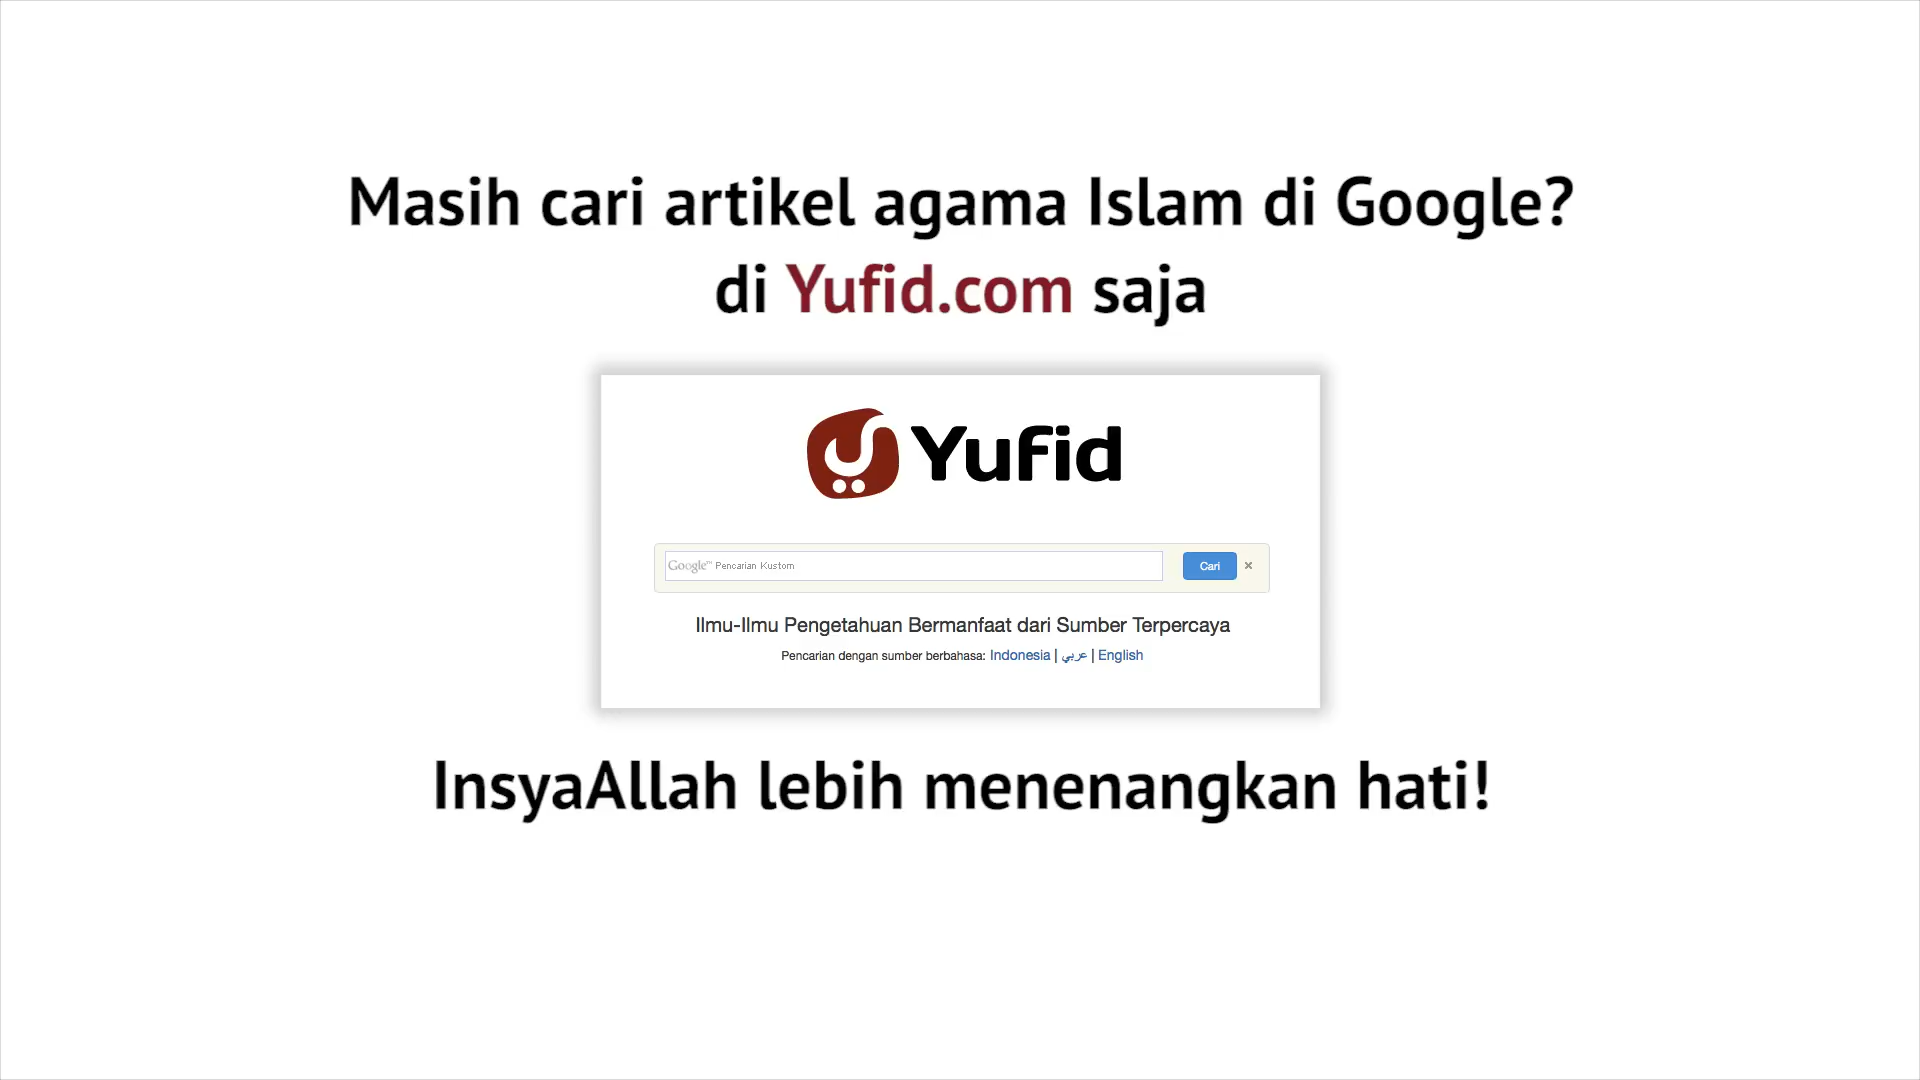 Masih cari artikel agama Islam di Google?
di Yufid.com saja
Yufid
Google™ Pencarian Kustom
Cari ×
Ilmu-Ilmu Pengetahuan Bermanfaat dari Sumber Terpercaya
Pencarian dengan sumber berbahasa: Indonesia | عربي | English
InsyaAllah lebih menenangkan hati!